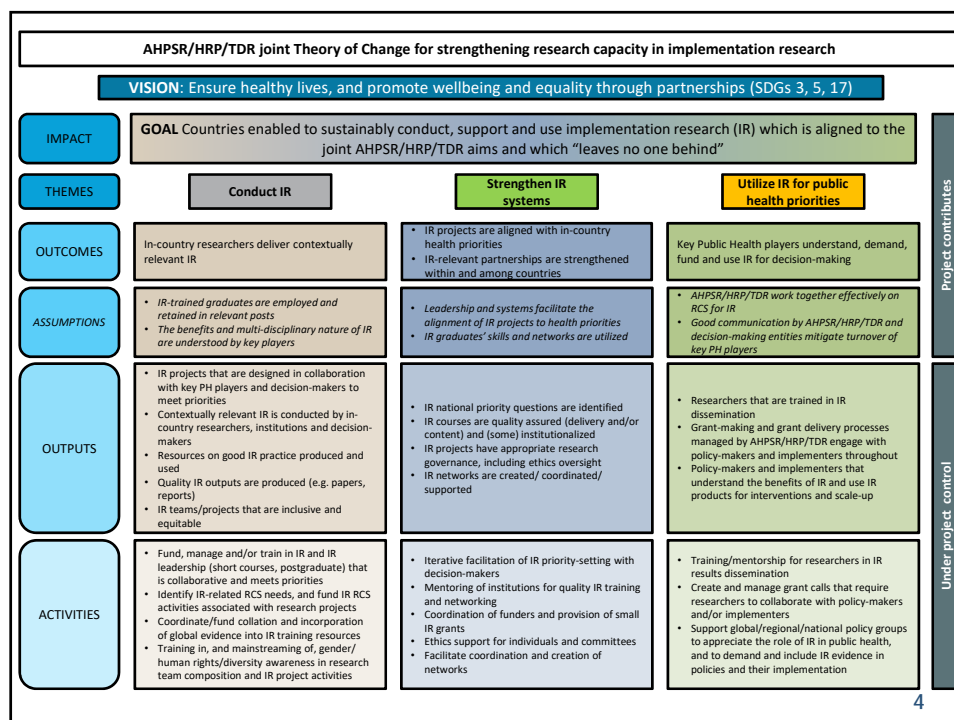 AHPSR/HRP/TDR joint Theory of Change for strengthening research capacity in implementation research
VISION: Ensure healthy lives, and promote wellbeing and equality through partnerships (SDGs 3, 5, 17)
IMPACT
GOAL Countries enabled to sustainably conduct, support and use implementation research (IR) which is aligned to the
joint AHPSR/HRP/TDR aims and which “leaves no one behind”
THEMES
Conduct IR
Strengthen IR
systems
Utilize IR for public
health priorities
OUTCOMES
In-country researchers deliver contextually
relevant IR
• IR projects are aligned with in-country
health priorities
• IR-relevant partnerships are strengthened
within and among countries
Key Public Health players understand, demand,
fund and use IR for decision-making
ASSUMPTIONS
• IR-trained graduates are employed and
retained in relevant posts
• The benefits and multi-disciplinary nature of IR
are understood by key players
• Leadership and systems facilitate the
alignment of IR projects to health priorities
• IR graduates’ skills and networks are utilized
• AHPSR/HRP/TDR work together effectively on
RCS for IR
• Good communication by AHPSR/HRP/TDR and
decision-making entities mitigate turnover of
key PH players
Project contributes
OUTPUTS
• IR projects that are designed in collaboration
with key PH players and decision-makers to
meet priorities
• Contextually relevant IR is conducted by in-
country researchers, institutions and decision-
makers
• Resources on good IR practice produced and
used
• Quality IR outputs are produced (e.g. papers,
reports)
• IR teams/projects that are inclusive and
equitable
• IR national priority questions are identified
• IR courses are quality assured (delivery and/or
content) and (some) institutionalized
• IR projects have appropriate research
governance, including ethics oversight
• IR networks are created/ coordinated/
supported
• Researchers that are trained in IR
dissemination
• Grant-making and grant delivery processes
managed by AHPSR/HRP/TDR engage with
policy-makers and implementers throughout
• Policy-makers and implementers that
understand the benefits of IR and use IR
products for interventions and scale-up
ACTIVITIES
• Fund, manage and/or train in IR and IR
leadership (short courses, postgraduate) that
is collaborative and meets priorities
• Identify IR-related RCS needs, and fund IR RCS
activities associated with research projects
• Coordinate/fund collation and incorporation
of global evidence into IR training resources
• Training in, and mainstreaming of, gender/
human rights/diversity awareness in research
team composition and IR project activities
• Iterative facilitation of IR priority-setting with
decision-makers
• Mentoring of institutions for quality IR training
and networking
• Coordination of funders and provision of small
IR grants
• Ethics support for individuals and committees
• Facilitate coordination and creation of
networks
• Training/mentorship for researchers in IR
results dissemination
• Create and manage grant calls that require
researchers to collaborate with policy-makers
and/or implementers
• Support global/regional/national policy groups
to appreciate the role of IR in public health,
and to demand and include IR evidence in
policies and their implementation
Under project control
4